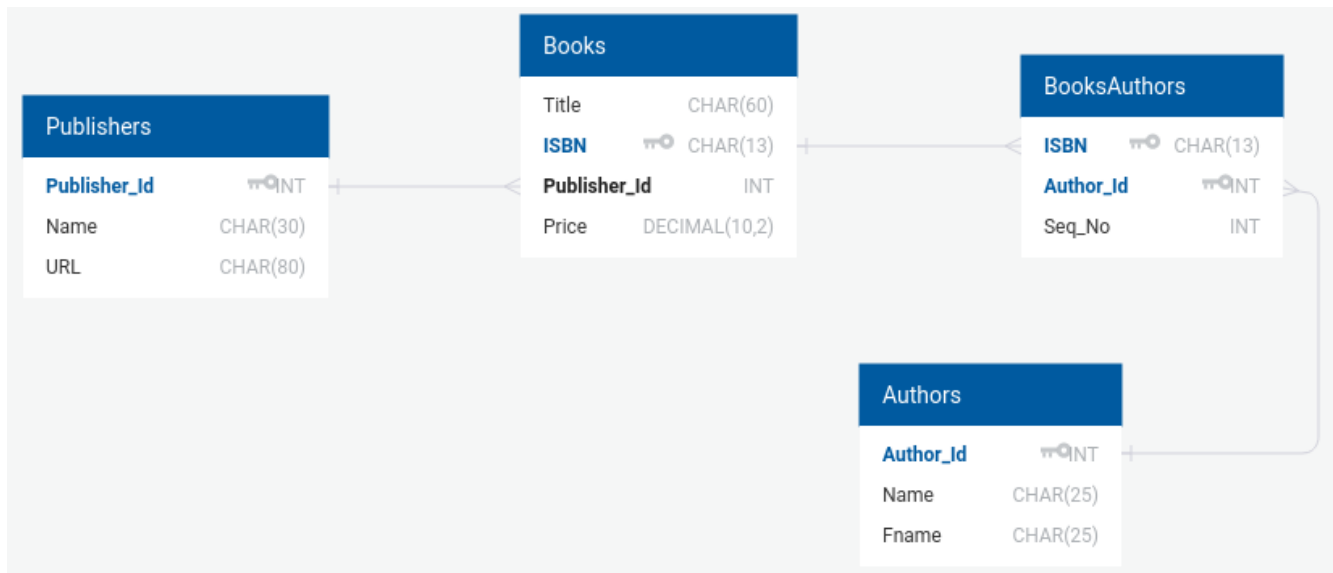 Publishers
Publisher_Id INT
Name CHAR(30)
URL CHAR(80)
Books
Title CHAR(60)
ISBN CHAR(13)
Publisher_Id INT
Price DECIMAL(10,2)
BooksAuthors
ISBN CHAR(13)
Author_Id INT
Seq_No INT
Authors
Author_Id INT
Name CHAR(25)
Fname CHAR(25)